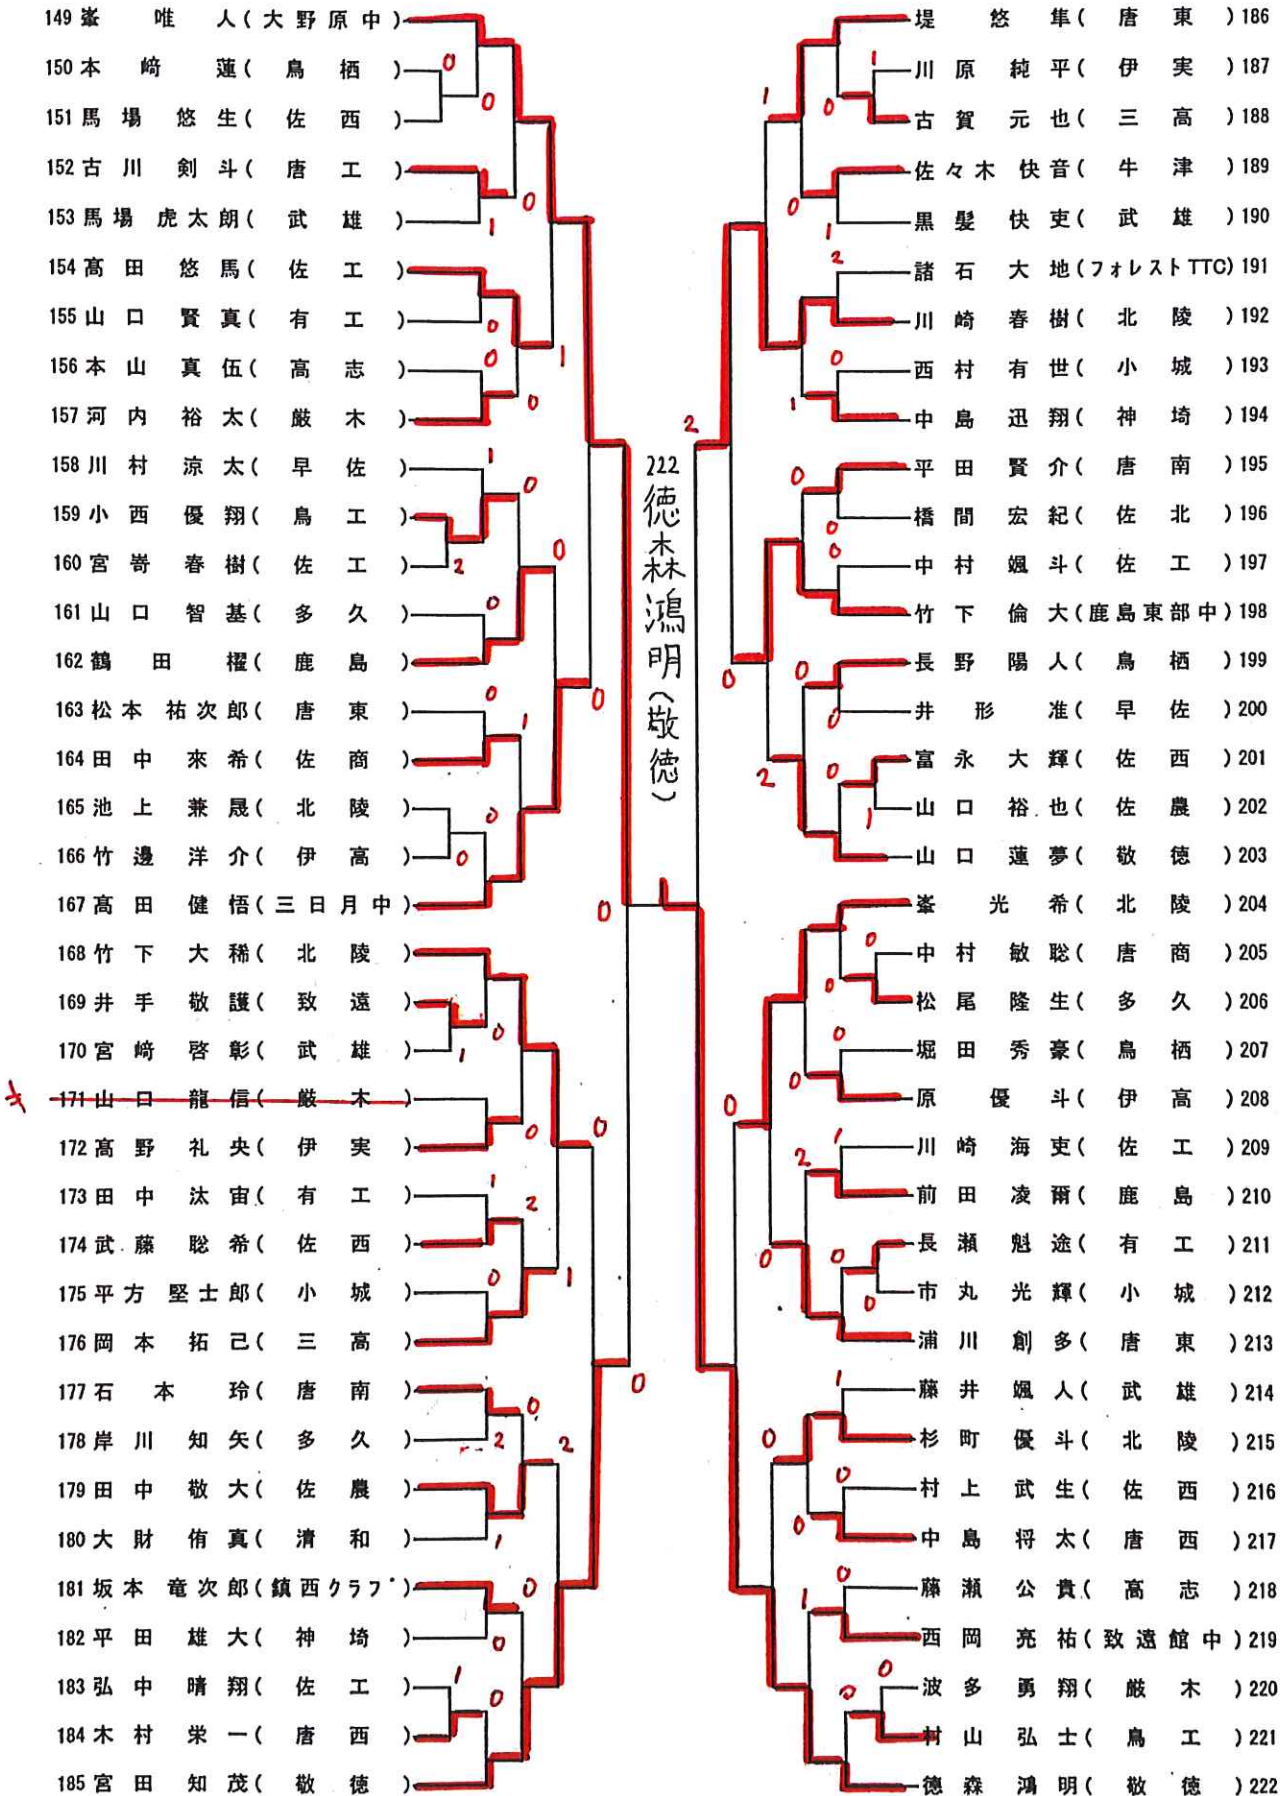 149 峯 唯 人 ( 大 野 原 中 )
150 本 﨑 蓮 ( 鳥 栖 )
151 馬 場 悠 生 ( 佐 西 )
152 古 川 剣 斗 ( 唐 工 )
153 馬 場 虎 太 朗 ( 武 雄 )
154 髙 田 悠 馬 ( 佐 工 )
155 山 口 賢 真 ( 有 工 )
156 本 山 真 伍 ( 高 志 )
157 河 内 裕 太 ( 厳 木 )
158 川 村 涼 太 ( 早 佐 )
159 小 西 優 翔 ( 鳥 工 )
160 宮 嵜 春 樹 ( 佐 工 )
161 山 口 智 基 ( 多 久 )
162 鶴 田 櫂 ( 鹿 島 )
163 松 本 祐 次 郎 ( 唐 東 )
164 田 中 來 希 ( 佐 商 )
165 池 上 兼 晟 ( 北 陵 )
166 竹 邊 洋 介 ( 伊 高 )
167 髙 田 健 悟 ( 三 日 月 中 )
168 竹 下 大 稀 ( 北 陵 )
169 井 手 敬 護 ( 致 遠 )
170 宮 﨑 啓 彰 ( 武 雄 )
キ 171 山 口 龍 信 ( 厳 木 )
172 髙 野 礼 央 ( 伊 実 )
173 田 中 汰 宙 ( 有 工 )
174 武 藤 聡 希 ( 佐 西 )
175 平 方 堅 士 郎 ( 小 城 )
176 岡 本 拓 己 ( 三 高 )
177 石 本 玲 ( 唐 南 )
178 岸 川 知 矢 ( 多 久 )
179 田 中 敬 大 ( 佐 農 )
180 大 財 侑 真 ( 清 和 )
181 坂 本 竜 次 郎 ( 鎮 西 クラブ
182 平 田 雄 大 ( 神 埼 )
183 弘 中 晴 翔 ( 佐 工 )
184 木 村 栄 一 ( 唐 西 )
185 宮 田 知 茂 ( 敬 徳 )
222 徳森鴻明(敬徳)
堤 悠 隼 ( 唐 東 ) 186
川 原 純 平 ( 伊 実 ) 187
古 賀 元 也 ( 三 高 ) 188
佐 々 木 快 音 ( 牛 津 ) 189
黒 髪 快 吏 ( 武 雄 ) 190
諸 石 大 地 (フォレストTTC) 191
川 崎 春 樹 ( 北 陵 ) 192
西 村 有 世 ( 小 城 ) 193
中 島 迅 翔 ( 神 埼 ) 194
平 田 賢 介 ( 唐 南 ) 195
橋 間 宏 紀 ( 佐 北 ) 196
中 村 颯 斗 ( 佐 工 ) 197
竹 下 倫 大 ( 鹿 島 東 部 中 ) 198
長 野 陽 人 ( 鳥 栖 ) 199
井 形 准 ( 早 佐 ) 200
富 永 大 輝 ( 佐 西 ) 201
山 口 裕 也 ( 佐 農 ) 202
山 口 蓮 夢 ( 敬 徳 ) 203
峯 光 希 ( 北 陵 ) 204
中 村 敏 聡 ( 唐 商 ) 205
松 尾 隆 生 ( 多 久 ) 206
堀 田 秀 豪 ( 鳥 栖 ) 207
原 優 斗 ( 伊 高 ) 208
川 崎 海 吏 ( 佐 工 ) 209
前 田 凌 爾 ( 鹿 島 ) 210
長 瀬 魁 途 ( 有 工 ) 211
市 丸 光 輝 ( 小 城 ) 212
浦 川 創 多 ( 唐 東 ) 213
藤 井 颯 人 ( 武 雄 ) 214
杉 町 優 斗 ( 北 陵 ) 215
村 上 武 生 ( 佐 西 ) 216
中 島 将 太 ( 唐 西 ) 217
藤 瀬 公 貴 ( 高 志 ) 218
西 岡 亮 祐 ( 致 遠 館 中 ) 219
波 多 勇 翔 ( 厳 木 ) 220
村 山 弘 士 ( 鳥 工 ) 221
徳 森 鴻 明 ( 敬 徳 ) 222